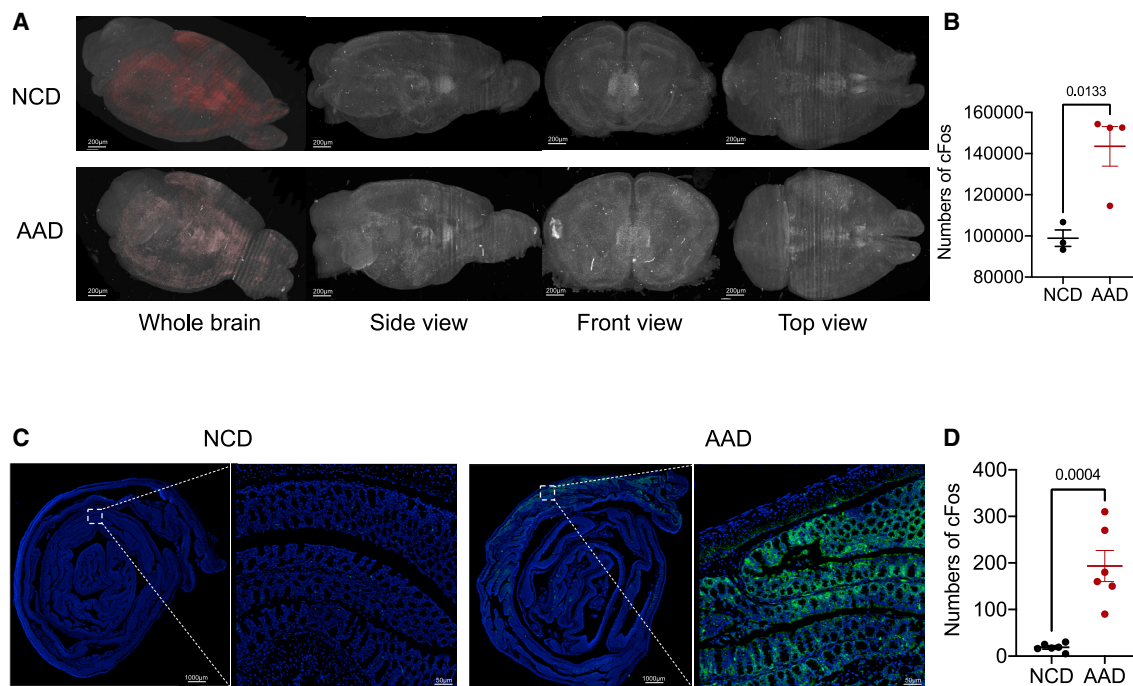 A
NCD
200μm
200μm
200μm
200μm
AAD
200μm
200μm
200μm
200μm
Whole brain
Side view
Front view
Top view
B
0.0133
Numbers of cFos
160000
140000
120000
100000
80000
NCD
AAD
C
NCD
AAD
1000μm
50μm
1000μm
50μm
D
0.0004
Numbers of cFos
400
300
200
100
0
NCD
AAD